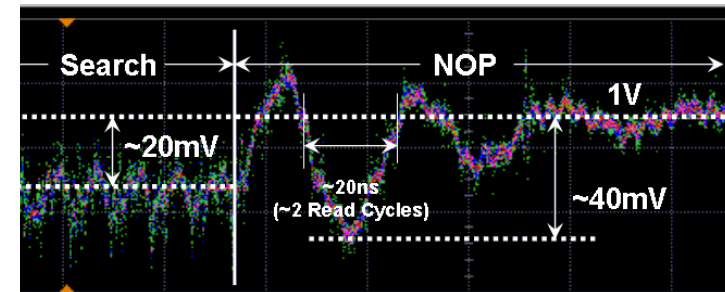 Search
NOP
1V
~20mV
~20ns
(~2 Read Cycles)
~40mV